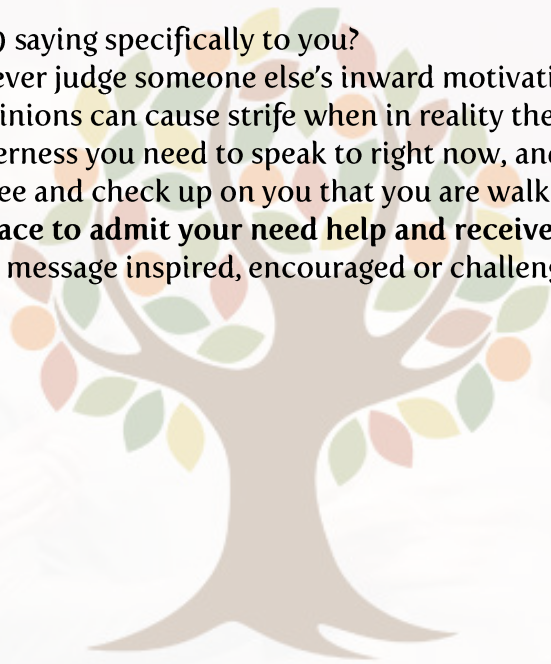 ) saying specifically to you?
ever judge someone else's inward motivati
inions can cause strife when in reality the
erness you need to speak to right now, and
ee and check up on you that you are walk
ace to admit your need help and receive
message inspired, encouraged or challeng